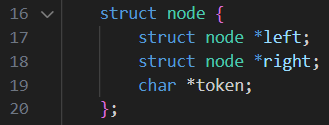 16 struct node {
17 struct node *left;
18 struct node *right;
19 char *token;
20 };